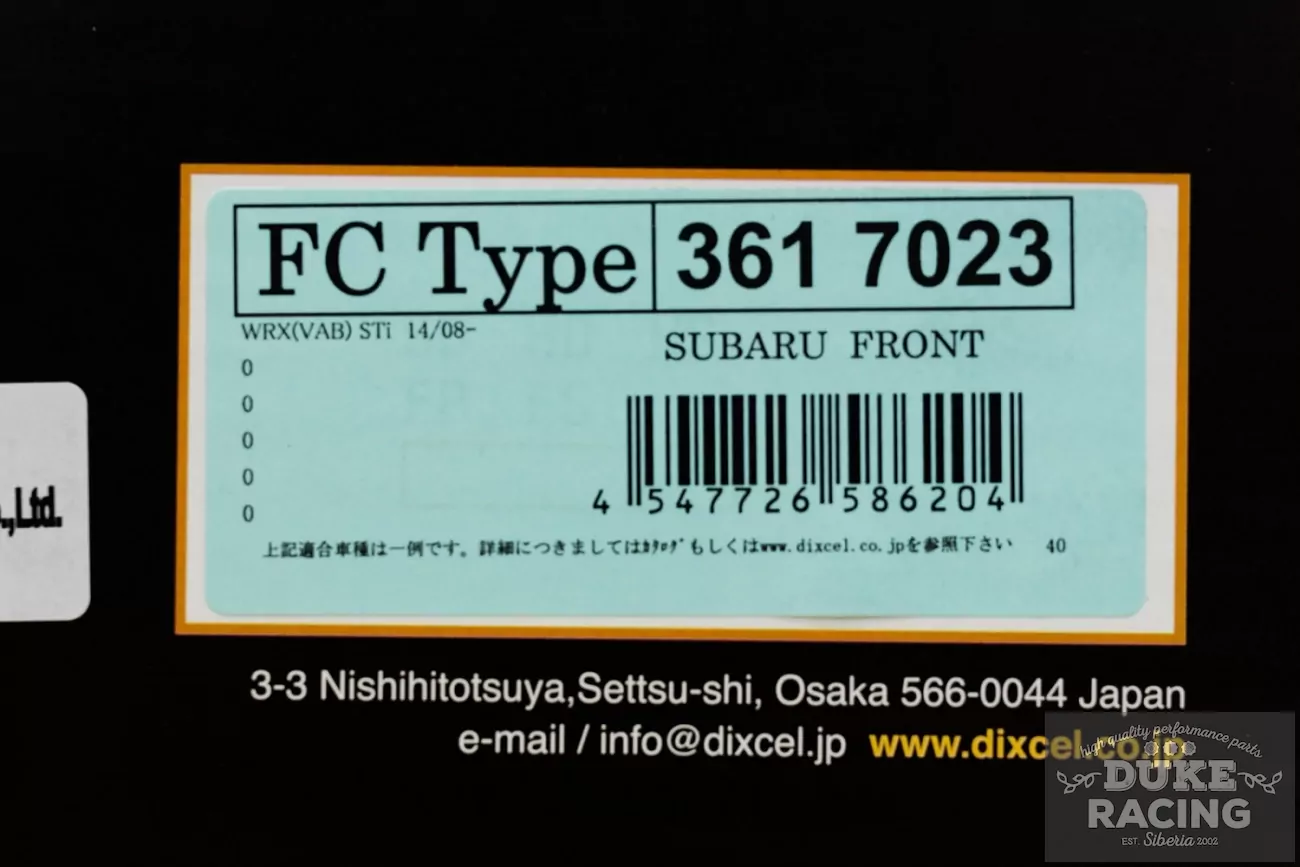 FC Type 361 7023
WRX(VAB) STi 14/08-
SUBARU FRONT
0
0
0
0
0
4 547726 586204
上記適合車種は一例です。詳細につきましてはｶﾀﾛｸﾞもしくはwww.dixcel.co.jpを参照下さい 40
.,Ltd.
3-3 Nishihitotsuya,Settsu-shi, Osaka 566-0044 Japan
e-mail / info@dixcel.jp www.dixcel.co.jp
high quality performance parts
DUKE
RACING
EST. Siberia 2002